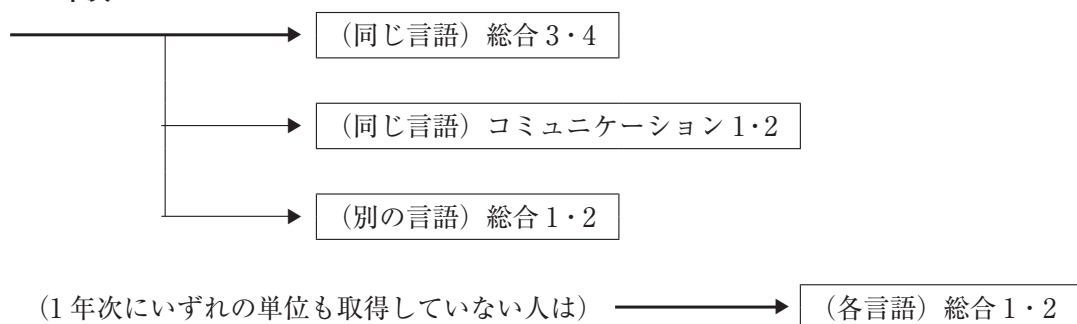 （同じ言語）総合 3・4
（同じ言語）コミュニケーション 1・2
（別の言語）総合 1・2
（1 年次にいずれの単位も取得していない人は）
（各言語）総合 1・2